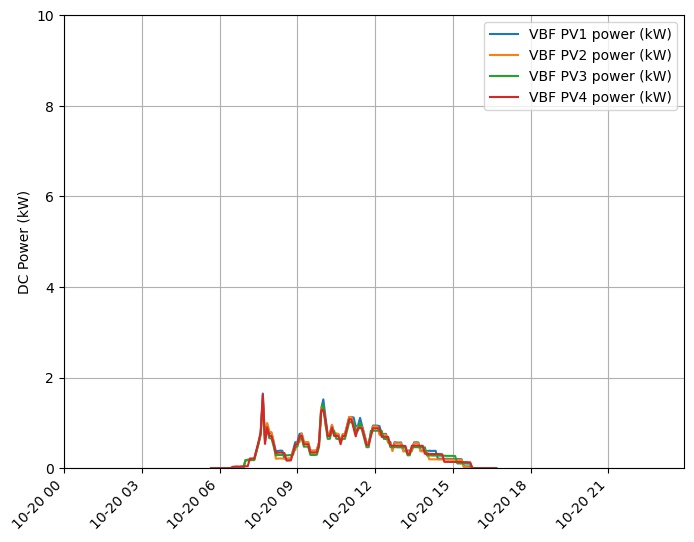 10
8
6
4
2
0
DC Power (kW)
VBF PV1 power (kW)
VBF PV2 power (kW)
VBF PV3 power (kW)
VBF PV4 power (kW)
10-20 00
10-20 03
10-20 06
10-20 09
10-20 12
10-20 15
10-20 18
10-20 21